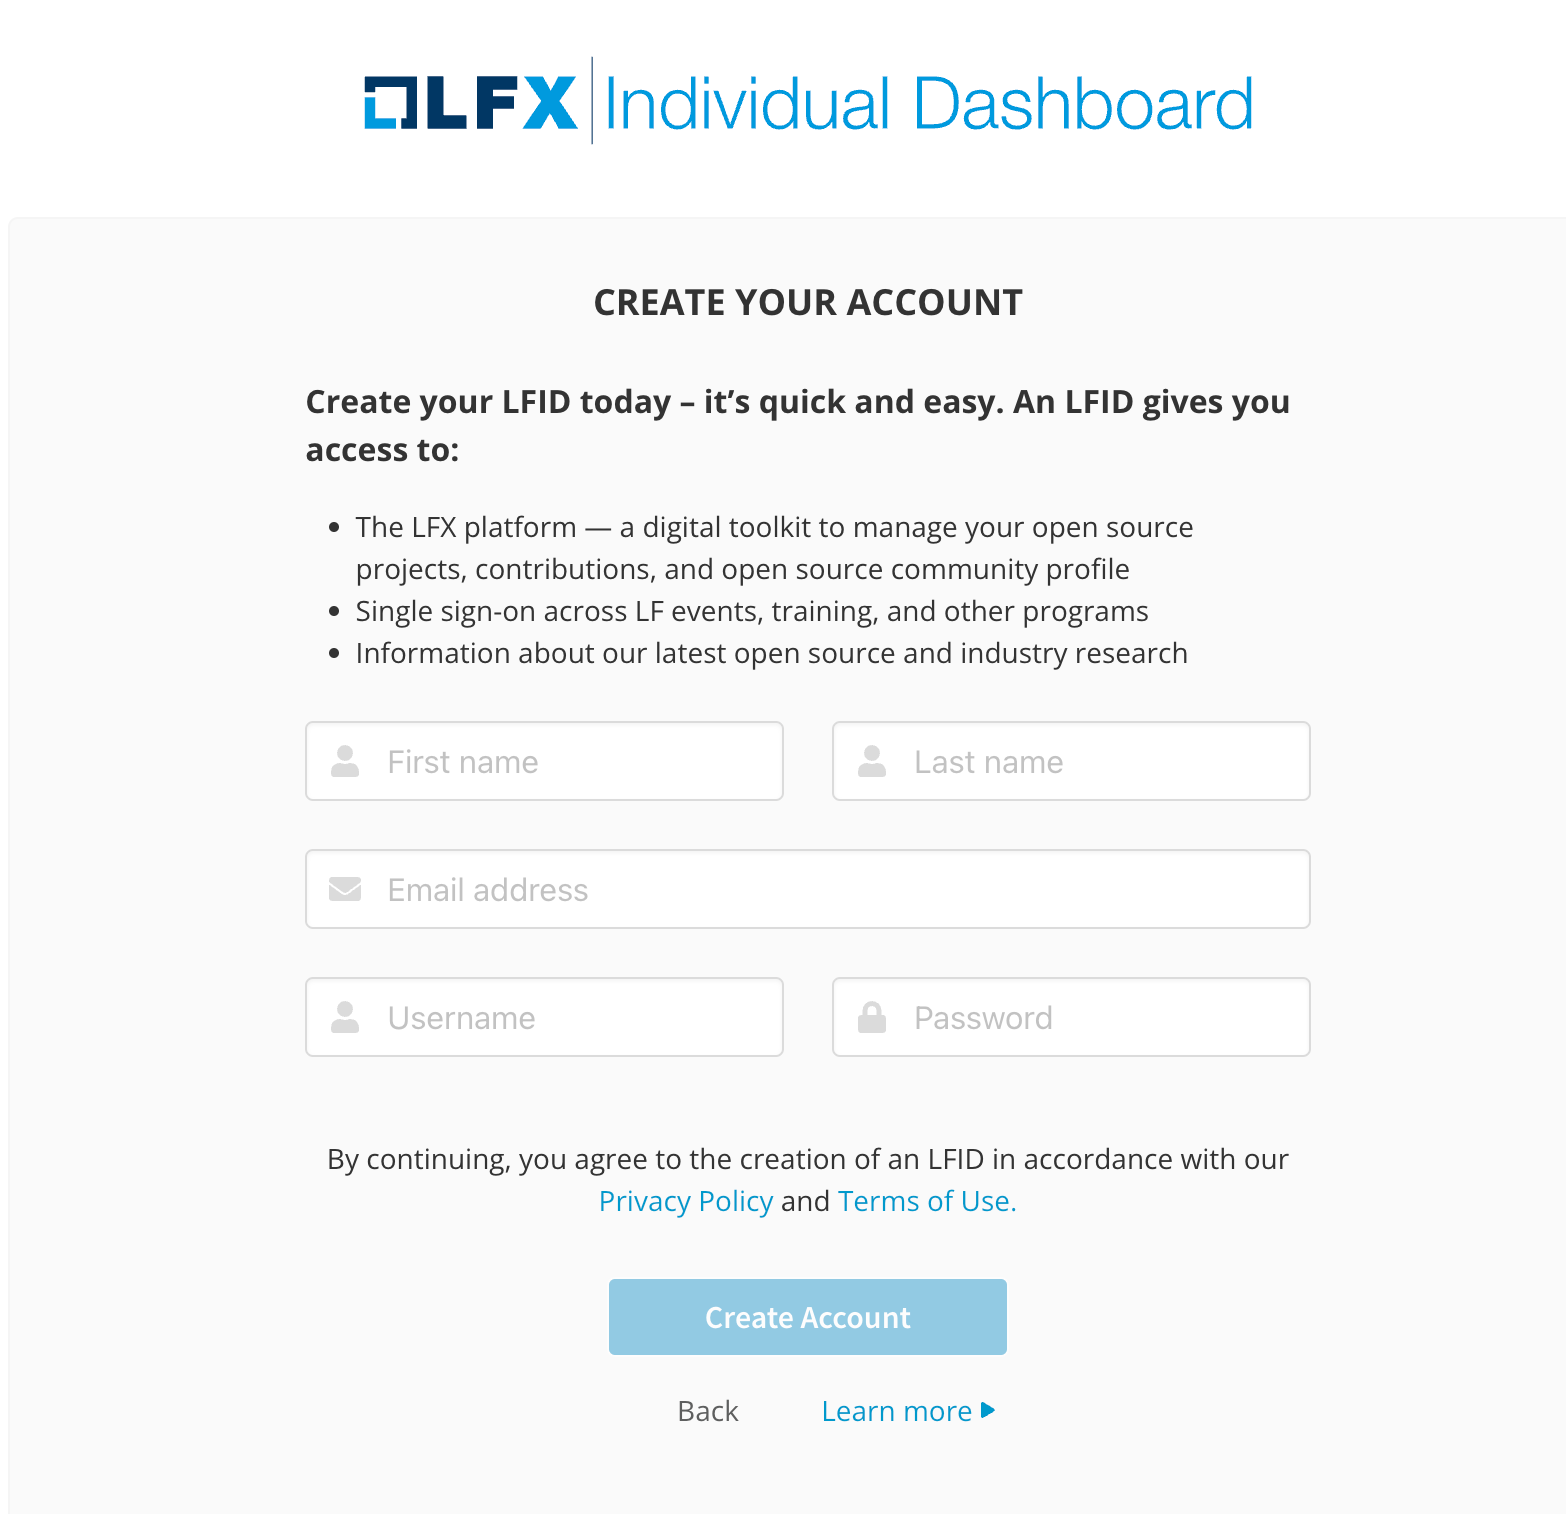 LFX Individual Dashboard
CREATE YOUR ACCOUNT
Create your LFID today – it’s quick and easy. An LFID gives you
access to:
• The LFX platform — a digital toolkit to manage your open source
projects, contributions, and open source community profile
• Single sign-on across LF events, training, and other programs
• Information about our latest open source and industry research
First name
Last name
Email address
Username
Password
By continuing, you agree to the creation of an LFID in accordance with our
Privacy Policy and Terms of Use.
Create Account
Back
Learn more